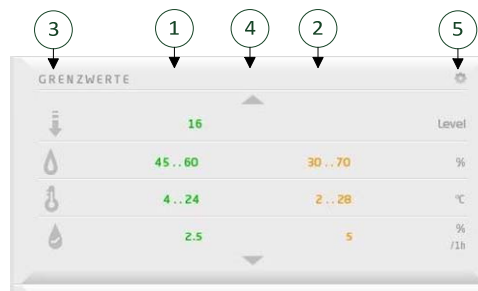 3 1 4 2 5
GRENZWERTE
16 Level
45..60 30..70 %
4..24 2..28 °C
2.5 5 %
/1h